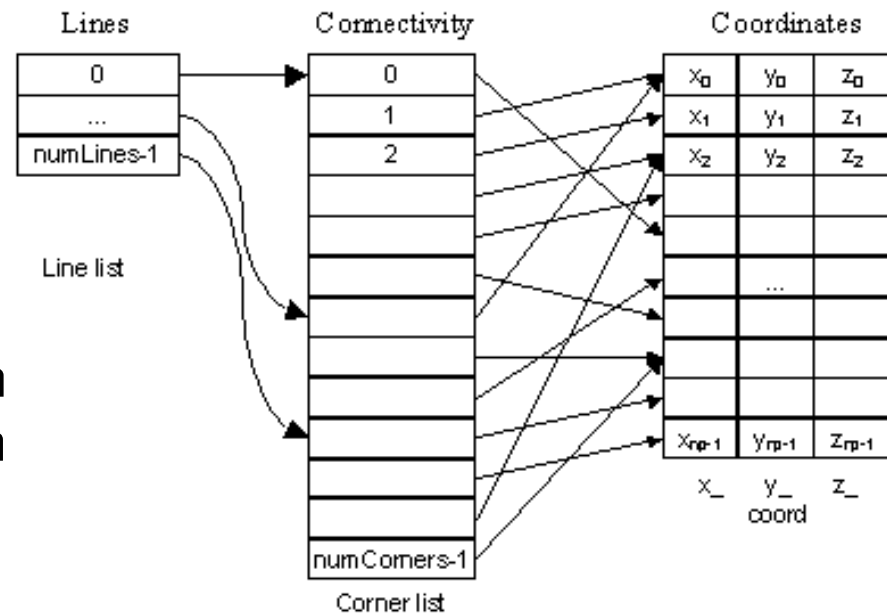 Lines Connectivity Coordinates
0 0 x₀ y₀ z₀
... 1 x₁ y₁ z₁
numLines-1 2 x₂ y₂ z₂
Line list
...
n
n
xnp-1 ynp-1 znp-1
x_ y_ z_
coord
numCorners-1
Corner list